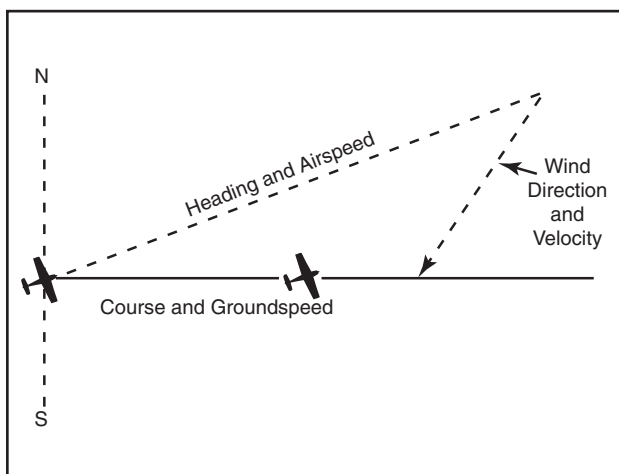 N
Heading and Airspeed
Wind
Direction
and
Velocity
Course and Groundspeed
S